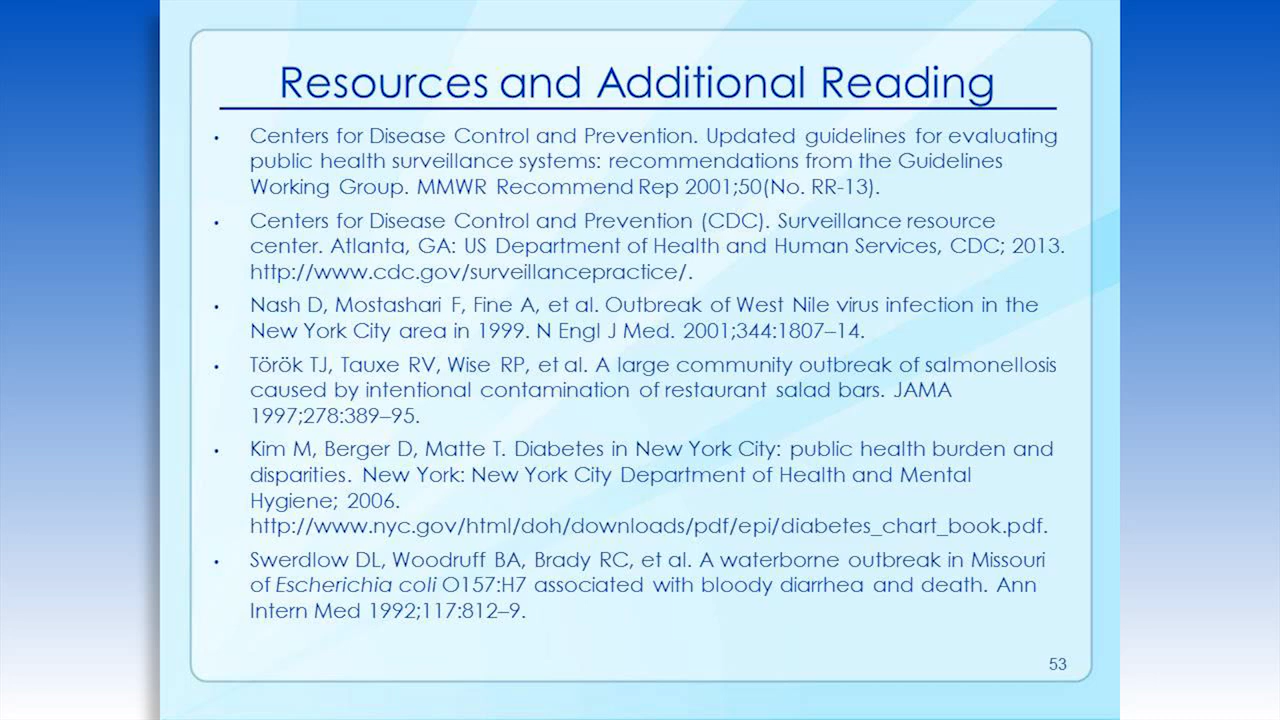 Resources and Additional Reading
• Centers for Disease Control and Prevention. Updated guidelines for evaluating
public health surveillance systems: recommendations from the Guidelines
Working Group. MMWR Recommend Rep 2001;50(No. RR-13).
• Centers for Disease Control and Prevention (CDC). Surveillance resource
center. Atlanta, GA: US Department of Health and Human Services, CDC; 2013.
http://www.cdc.gov/surveillancepractice/.
• Nash D, Mostashari F, Fine A, et al. Outbreak of West Nile virus infection in the
New York City area in 1999. N Engl J Med. 2001;344:1807–14.
• Török TJ, Tauxe RV, Wise RP, et al. A large community outbreak of salmonellosis
caused by intentional contamination of restaurant salad bars. JAMA
1997;278:389–95.
• Kim M, Berger D, Matte T. Diabetes in New York City: public health burden and
disparities. New York: New York City Department of Health and Mental
Hygiene; 2006.
http://www.nyc.gov/html/doh/downloads/pdf/epi/diabetes_chart_book.pdf.
• Swerdlow DL, Woodruff BA, Brady RC, et al. A waterborne outbreak in Missouri
of Escherichia coli O157:H7 associated with bloody diarrhea and death. Ann
Intern Med 1992;117:812–9.
53